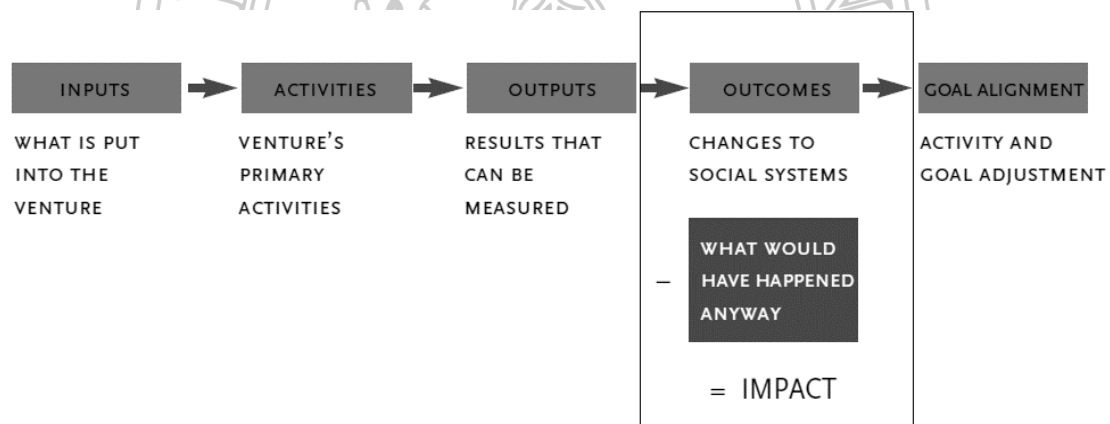 INPUTS
ACTIVITIES
OUTPUTS
OUTCOMES
GOAL ALIGNMENT
WHAT IS PUT
INTO THE
VENTURE
VENTURE'S
PRIMARY
ACTIVITIES
RESULTS THAT
CAN BE
MEASURED
CHANGES TO
SOCIAL SYSTEMS
ACTIVITY AND
GOAL ADJUSTMENT
–
WHAT WOULD
HAVE HAPPENED
ANYWAY
= IMPACT